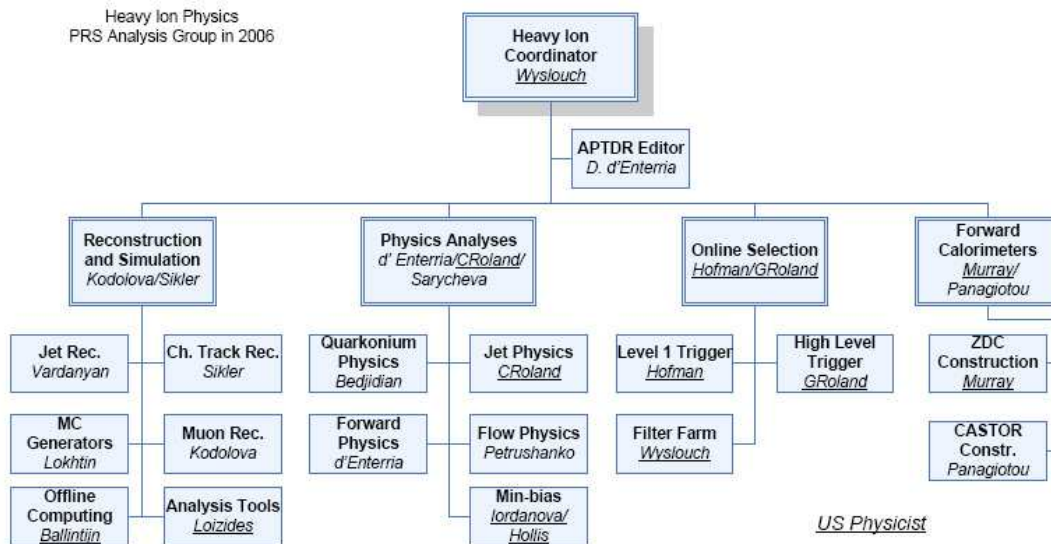 Heavy Ion Physics
PRS Analysis Group in 2006
Heavy Ion
Coordinator
Wyslouch
APTDR Editor
D. d'Enterria
Reconstruction
and Simulation
Kodolova/Sikler
Physics Analyses
d' Enterria/CRoland/
Sarycheva
Online Selection
Hofman/GRoland
Forward
Calorimeters
Murray/
Panagiotou
Jet Rec.
Vardanyan
Ch. Track Rec.
Sikler
Quarkonium
Physics
Bedjidian
Jet Physics
CRoland
Level 1 Trigger
Hofman
High Level
Trigger
GRoland
ZDC
Construction
Murray
MC
Generators
Lokhtin
Muon Rec.
Kodolova
Forward
Physics
d'Enterria
Flow Physics
Petrushanko
Filter Farm
Wyslouch
CASTOR
Constr.
Panagiotou
Offline
Computing
Ballintijn
Analysis Tools
Loizides
Min-bias
Iordanova/
Hollis
US Physicist